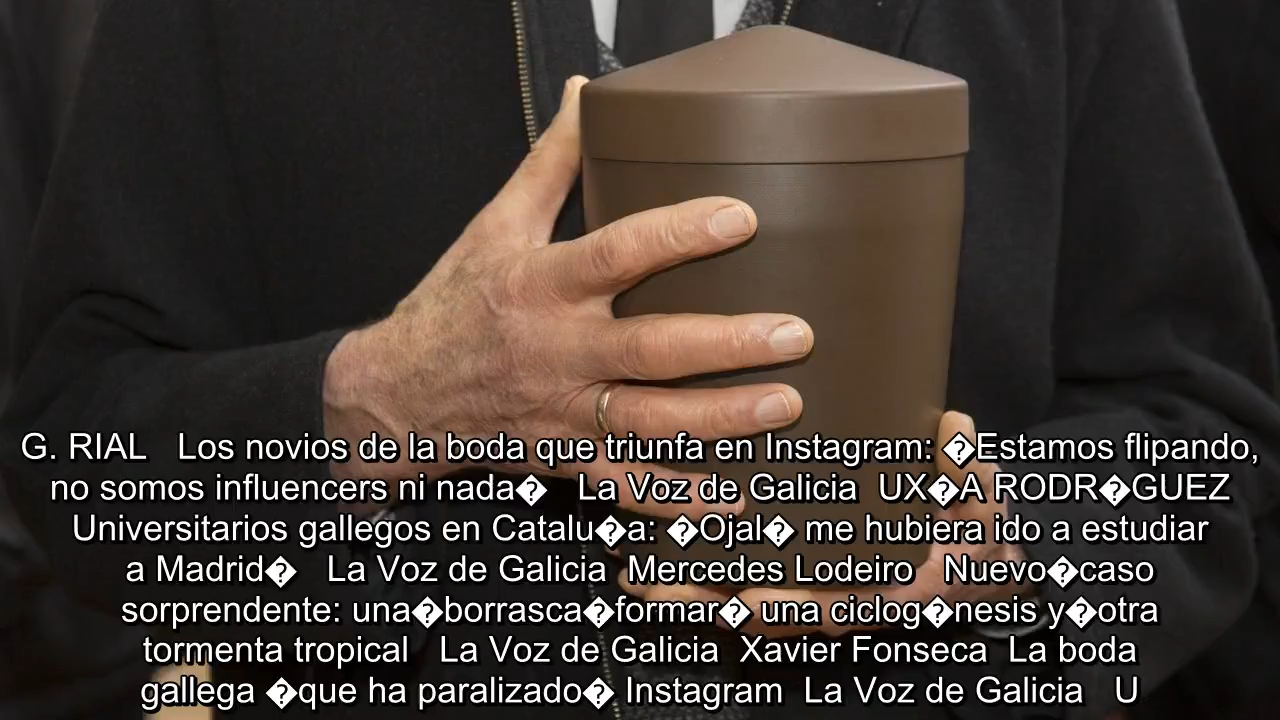 G. RIAL Los novios de la boda que triunfa en Instagram: �Estamos flipando,
no somos influencers ni nada� La Voz de Galicia UX�A RODR�GUEZ
Universitarios gallegos en Catalu�a: �Ojal� me hubiera ido a estudiar
a Madrid� La Voz de Galicia Mercedes Lodeiro Nuevo�caso
sorprendente: una�borrasca�formar� una ciclog�nesis y�otra
tormenta tropical La Voz de Galicia Xavier Fonseca La boda
gallega �que ha paralizado� Instagram La Voz de Galicia U